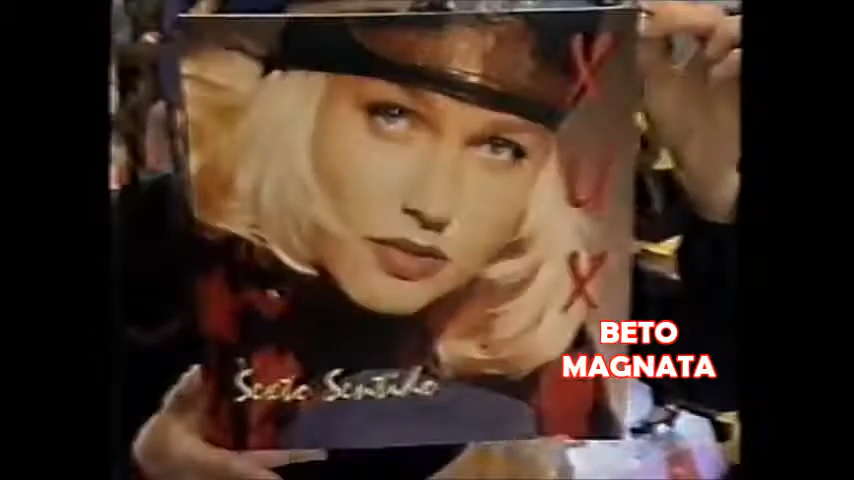 X
U
X
Sexto Sentido
BETO
MAGNATA